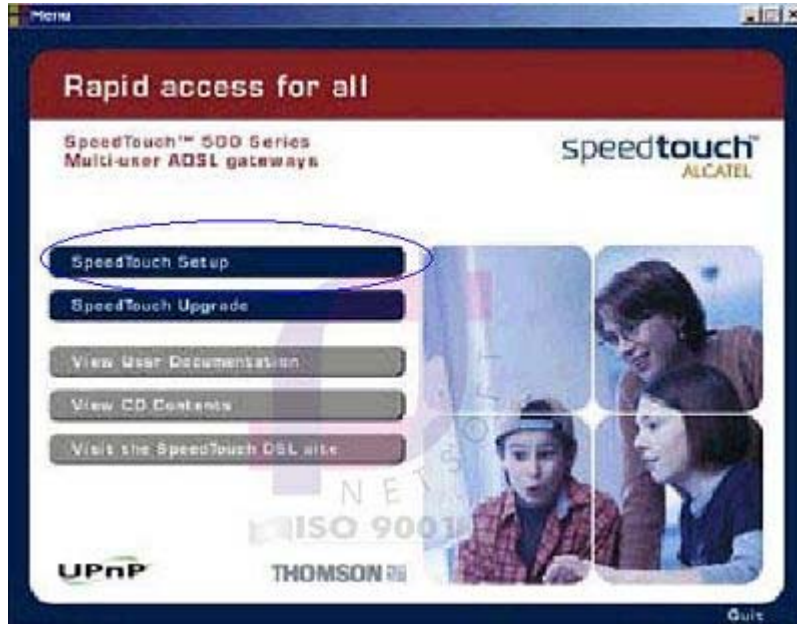 Menu
Rapid access for all
SpeedTouch™ 500 Series
Multi-user ADSL gateways
speedtouch™
ALCATEL
SpeedTouch Setup
SpeedTouch Upgrade
View User Documentation
View CD Contents
Visit the SpeedTouch DSL site
NETSOL
ISO 9001
UPnP
THOMSON
Quit